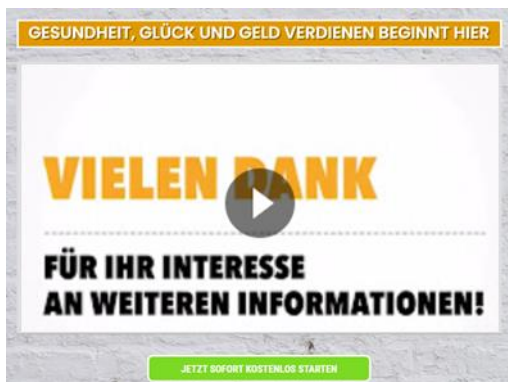 GESUNDHEIT, GLÜCK UND GELD VERDIENEN BEGINNT HIER
VIELEN DANK
FÜR IHR INTERESSE
AN WEITEREN INFORMATIONEN!
JETZT SOFORT KOSTENLOS STARTEN